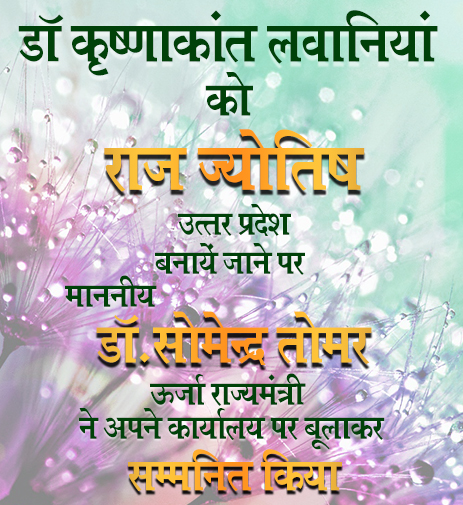 डॉ कृष्णाकांत लवानियां
को
राज ज्योतिष
उत्तर प्रदेश
बनायें जाने पर
माननीय
डॉ.सोमेन्द्र तोमर
ऊर्जा राज्यमंत्री
ने अपने कार्यालय पर बूलाकर
सम्मनित किया